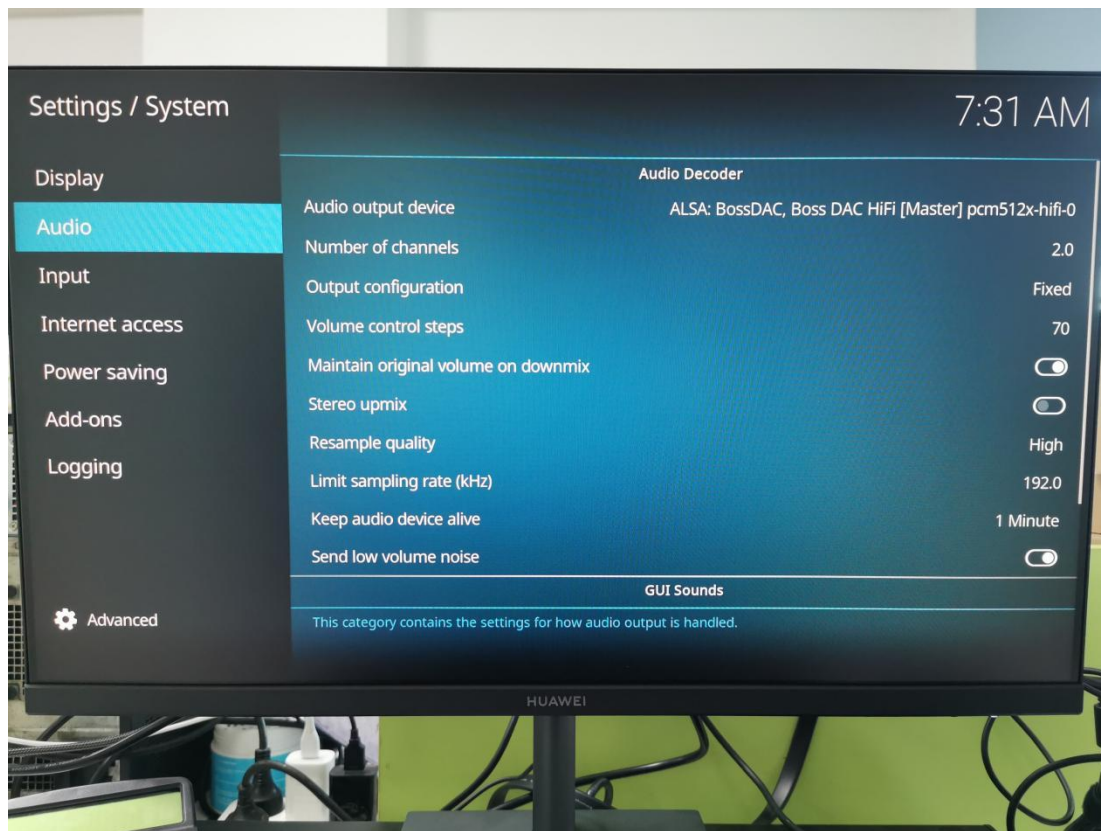 Settings / System
7:31 AM
Display
Audio
Input
Internet access
Power saving
Add-ons
Logging
Advanced
Audio Decoder
Audio output device ALSA: BossDAC, Boss DAC HiFi [Master] pcm512x-hifi-0
Number of channels 2.0
Output configuration Fixed
Volume control steps 70
Maintain original volume on downmix
Stereo upmix
Resample quality High
Limit sampling rate (kHz) 192.0
Keep audio device alive 1 Minute
Send low volume noise
GUI Sounds
This category contains the settings for how audio output is handled.
HUAWEI